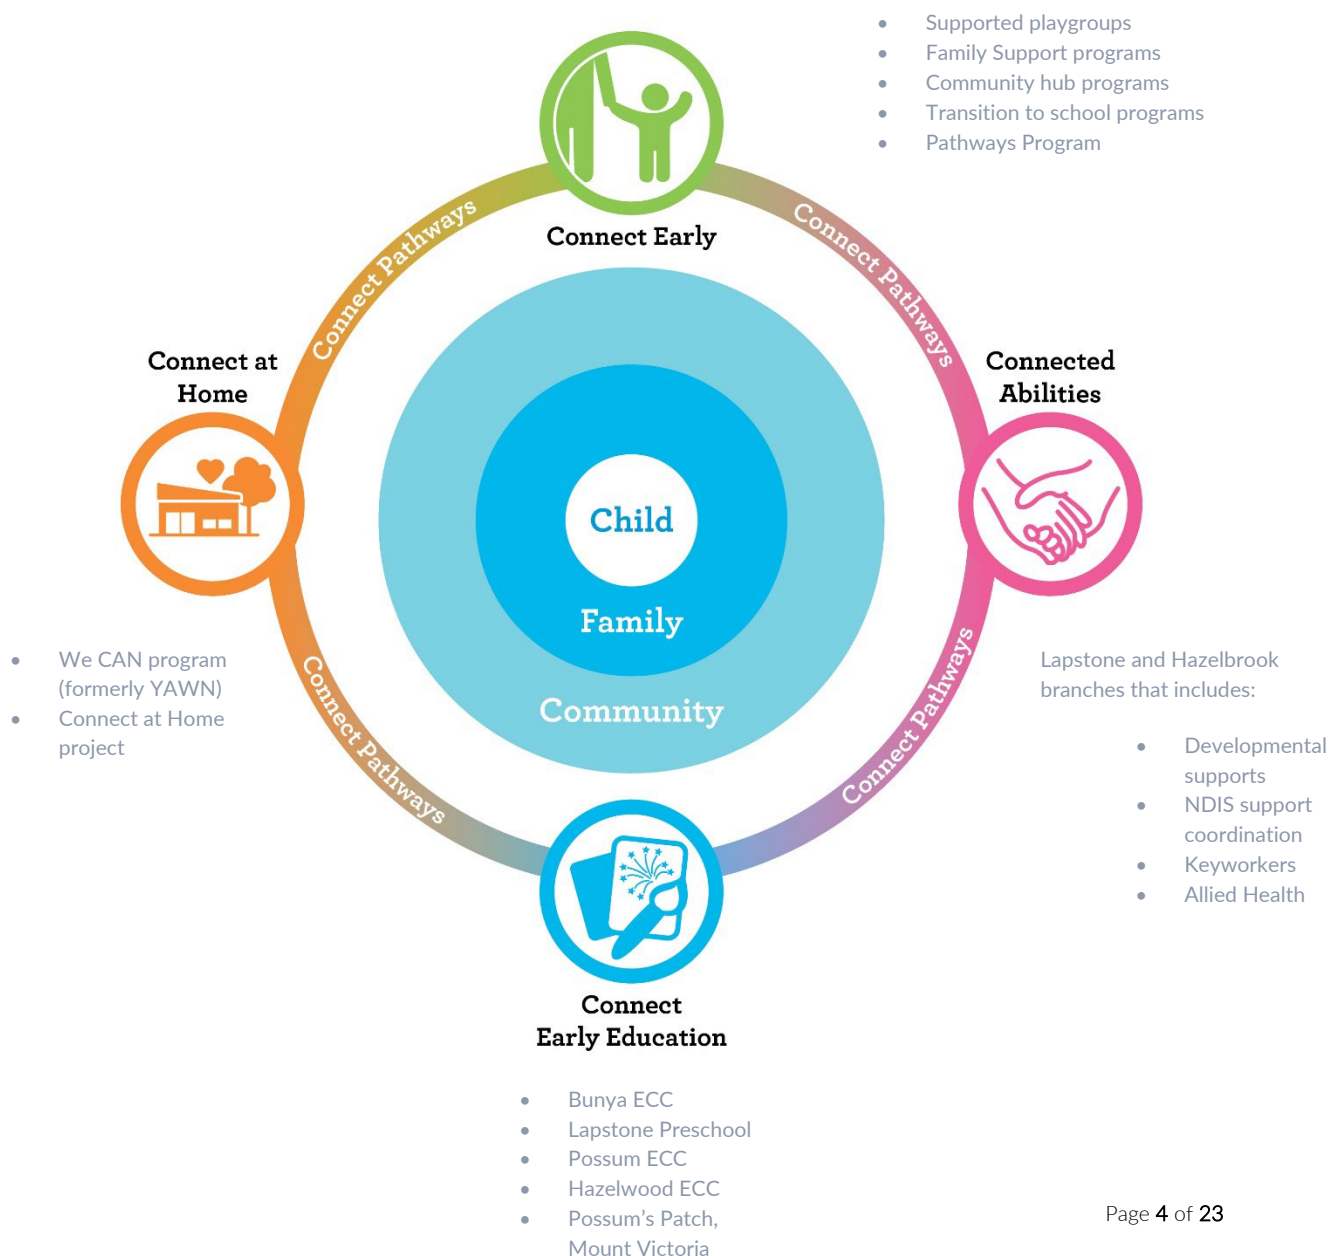 • Supported playgroups
• Family Support programs
• Community hub programs
• Transition to school programs
• Pathways Program
Connect Early
Connect Pathways
Connect Pathways
Connect at
Home
Connected
Abilities
Child
Family
Community
• We CAN program
(formerly YAWN)
• Connect at Home
project
Lapstone and Hazelbrook
branches that includes:
• Developmental
supports
• NDIS support
coordination
• Keyworkers
• Allied Health
Connect Pathways
Connect Pathways
Connect
Early Education
• Bunya ECC
• Lapstone Preschool
• Possum ECC
• Hazelwood ECC
• Possum’s Patch,
Mount Victoria
Page 4 of 23